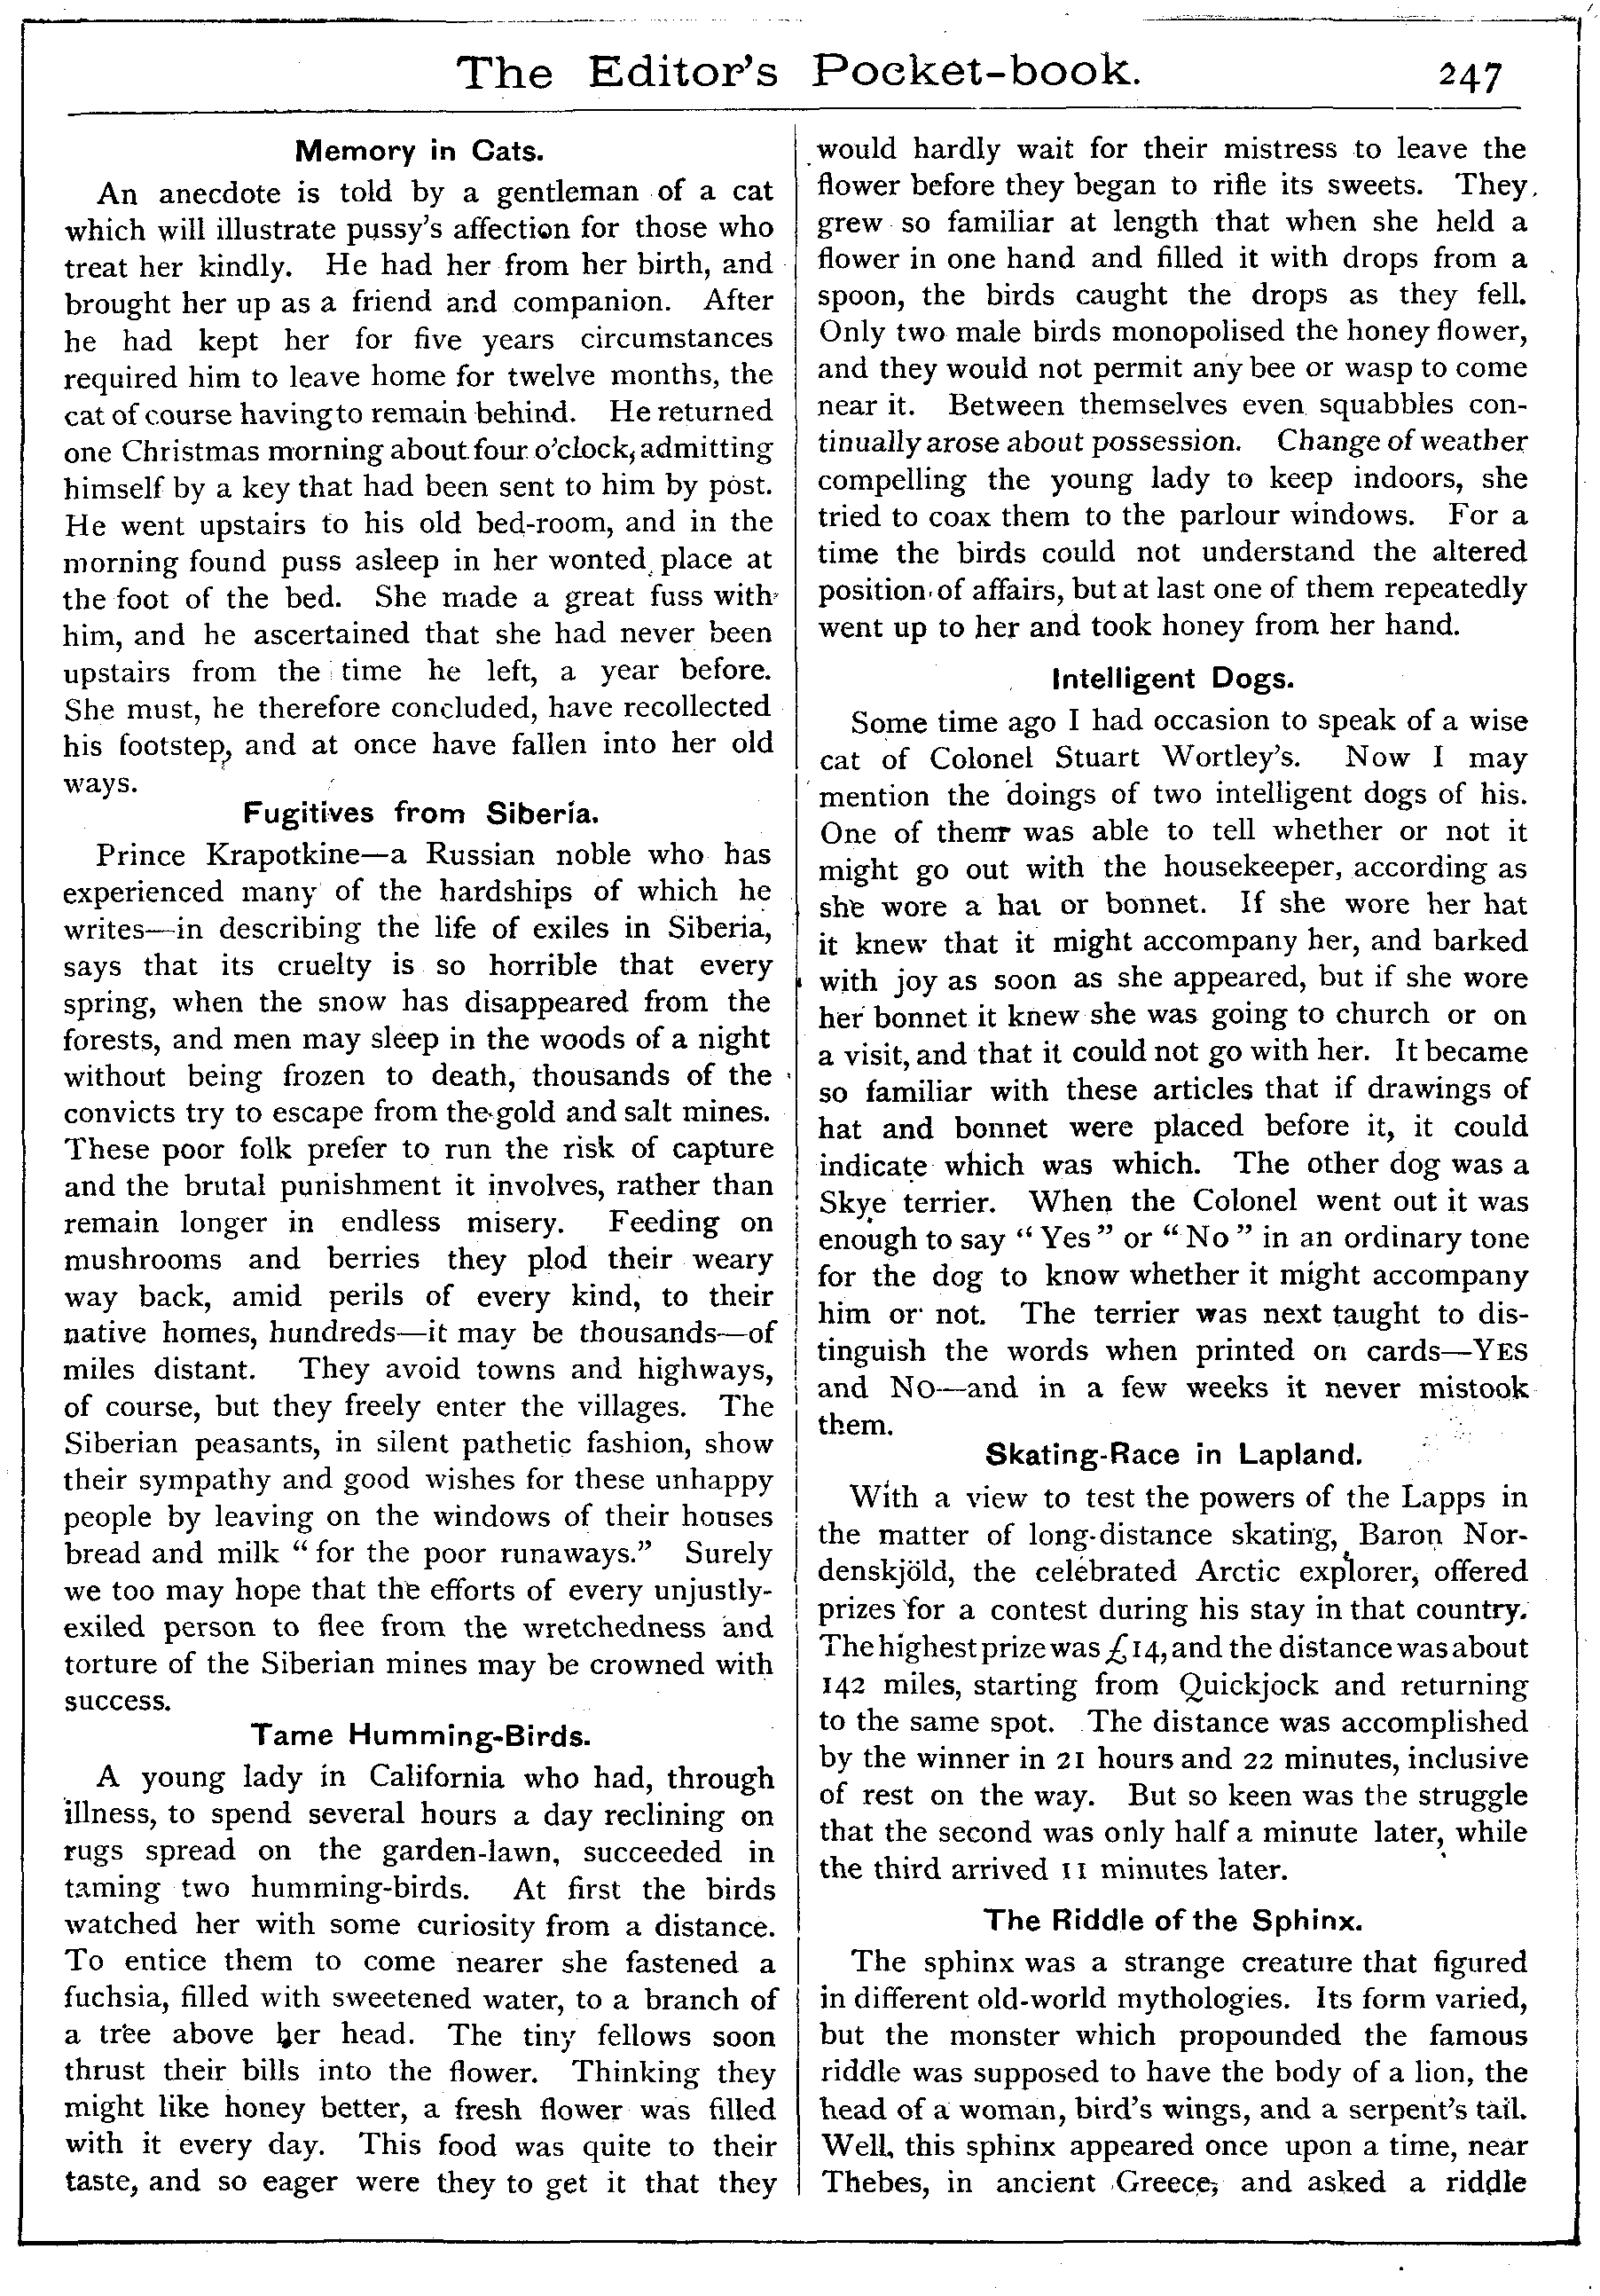 The Editor's Pocket-book. 247
Memory in Cats.
An anecdote is told by a gentleman of a cat
which will illustrate pussy's affection for those who
treat her kindly. He had her from her birth, and
brought her up as a friend and companion. After
he had kept her for five years circumstances
required him to leave home for twelve months, the
cat of course having to remain behind. He returned
one Christmas morning about four o'clock, admitting
himself by a key that had been sent to him by post.
He went upstairs to his old bed-room, and in the
morning found puss asleep in her wonted place at
the foot of the bed. She made a great fuss with
him, and he ascertained that she had never been
upstairs from the time he left, a year before.
She must, he therefore concluded, have recollected
his footstep, and at once have fallen into her old
ways.
Fugitives from Siberia.
Prince Krapotkine—a Russian noble who has
experienced many of the hardships of which he
writes—in describing the life of exiles in Siberia,
says that its cruelty is so horrible that every
spring, when the snow has disappeared from the
forests, and men may sleep in the woods of a night
without being frozen to death, thousands of the
convicts try to escape from the gold and salt mines.
These poor folk prefer to run the risk of capture
and the brutal punishment it involves, rather than
remain longer in endless misery. Feeding on
mushrooms and berries they plod their weary
way back, amid perils of every kind, to their
native homes, hundreds—it may be thousands—of
miles distant. They avoid towns and highways,
of course, but they freely enter the villages. The
Siberian peasants, in silent pathetic fashion, show
their sympathy and good wishes for these unhappy
people by leaving on the windows of their houses
bread and milk "for the poor runaways." Surely
we too may hope that the efforts of every unjustly-
exiled person to flee from the wretchedness and
torture of the Siberian mines may be crowned with
success.
Tame Humming-Birds.
A young lady in California who had, through
illness, to spend several hours a day reclining on
rugs spread on the garden-lawn, succeeded in
taming two humming-birds. At first the birds
watched her with some curiosity from a distance.
To entice them to come nearer she fastened a
fuchsia, filled with sweetened water, to a branch of
a tree above her head. The tiny fellows soon
thrust their bills into the flower. Thinking they
might like honey better, a fresh flower was filled
with it every day. This food was quite to their
taste, and so eager were they to get it that they
would hardly wait for their mistress to leave the
flower before they began to rifle its sweets. They
grew so familiar at length that when she held a
flower in one hand and filled it with drops from a
spoon, the birds caught the drops as they fell.
Only two male birds monopolised the honey flower,
and they would not permit any bee or wasp to come
near it. Between themselves even squabbles con-
tinually arose about possession. Change of weather
compelling the young lady to keep indoors, she
tried to coax them to the parlour windows. For a
time the birds could not understand the altered
position of affairs, but at last one of them repeatedly
went up to her and took honey from her hand.
Intelligent Dogs.
Some time ago I had occasion to speak of a wise
cat of Colonel Stuart Wortley's. Now I may
mention the doings of two intelligent dogs of his.
One of them was able to tell whether or not it
might go out with the housekeeper, according as
she wore a hat or bonnet. If she wore her hat
it knew that it might accompany her, and barked
with joy as soon as she appeared, but if she wore
her bonnet it knew she was going to church or on
a visit, and that it could not go with her. It became
so familiar with these articles that if drawings of
hat and bonnet were placed before it, it could
indicate which was which. The other dog was a
Skye terrier. When the Colonel went out it was
enough to say "Yes" or "No" in an ordinary tone
for the dog to know whether it might accompany
him or not. The terrier was next taught to dis-
tinguish the words when printed on cards—YES
and NO—and in a few weeks it never mistook
them.
Skating-Race in Lapland.
With a view to test the powers of the Lapps in
the matter of long-distance skating, Baron Nor-
denskjöld, the celebrated Arctic explorer, offered
prizes for a contest during his stay in that country.
The highest prize was £14, and the distance was about
142 miles, starting from Quickjock and returning
to the same spot. The distance was accomplished
by the winner in 21 hours and 22 minutes, inclusive
of rest on the way. But so keen was the struggle
that the second was only half a minute later, while
the third arrived 11 minutes later.
The Riddle of the Sphinx.
The sphinx was a strange creature that figured
in different old-world mythologies. Its form varied,
but the monster which propounded the famous
riddle was supposed to have the body of a lion, the
head of a woman, bird's wings, and a serpent's tail.
Well, this sphinx appeared once upon a time, near
Thebes, in ancient Greece, and asked a riddle